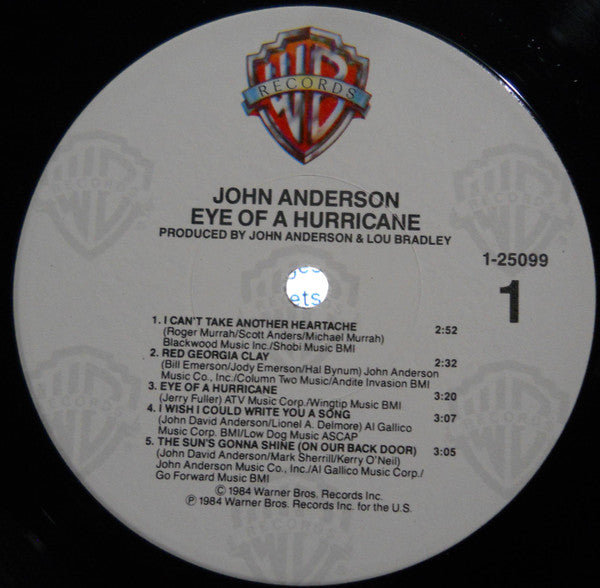 WB
RECORDS
JOHN ANDERSON
EYE OF A HURRICANE
PRODUCED BY JOHN ANDERSON & LOU BRADLEY
1-25099
1
ets
1. I CAN'T TAKE ANOTHER HEARTACHE 2:52
(Roger Murrah/Scott Anders/Michael Murrah)
Blackwood Music Inc./Shobi Music BMI
2. RED GEORGIA CLAY 2:32
(Bill Emerson/Jody Emerson/Hal Bynum) John Anderson
Music Co., Inc./Column Two Music/Andite Invasion BMI
3. EYE OF A HURRICANE 3:20
(Jerry Fuller) ATV Music Corp./Wingtip Music BMI
4. I WISH I COULD WRITE YOU A SONG 3:07
(John David Anderson/Lionel A. Delmore) Al Gallico
Music Corp. BMI/Low Dog Music ASCAP
5. THE SUN'S GONNA SHINE (ON OUR BACK DOOR) 3:05
(John David Anderson/Mark Sherrill/Kerry O'Neil)
John Anderson Music Co., Inc./Al Gallico Music Corp./
Go Forward Music BMI
© 1984 Warner Bros. Records Inc.
℗ 1984 Warner Bros. Records Inc. for the U.S.